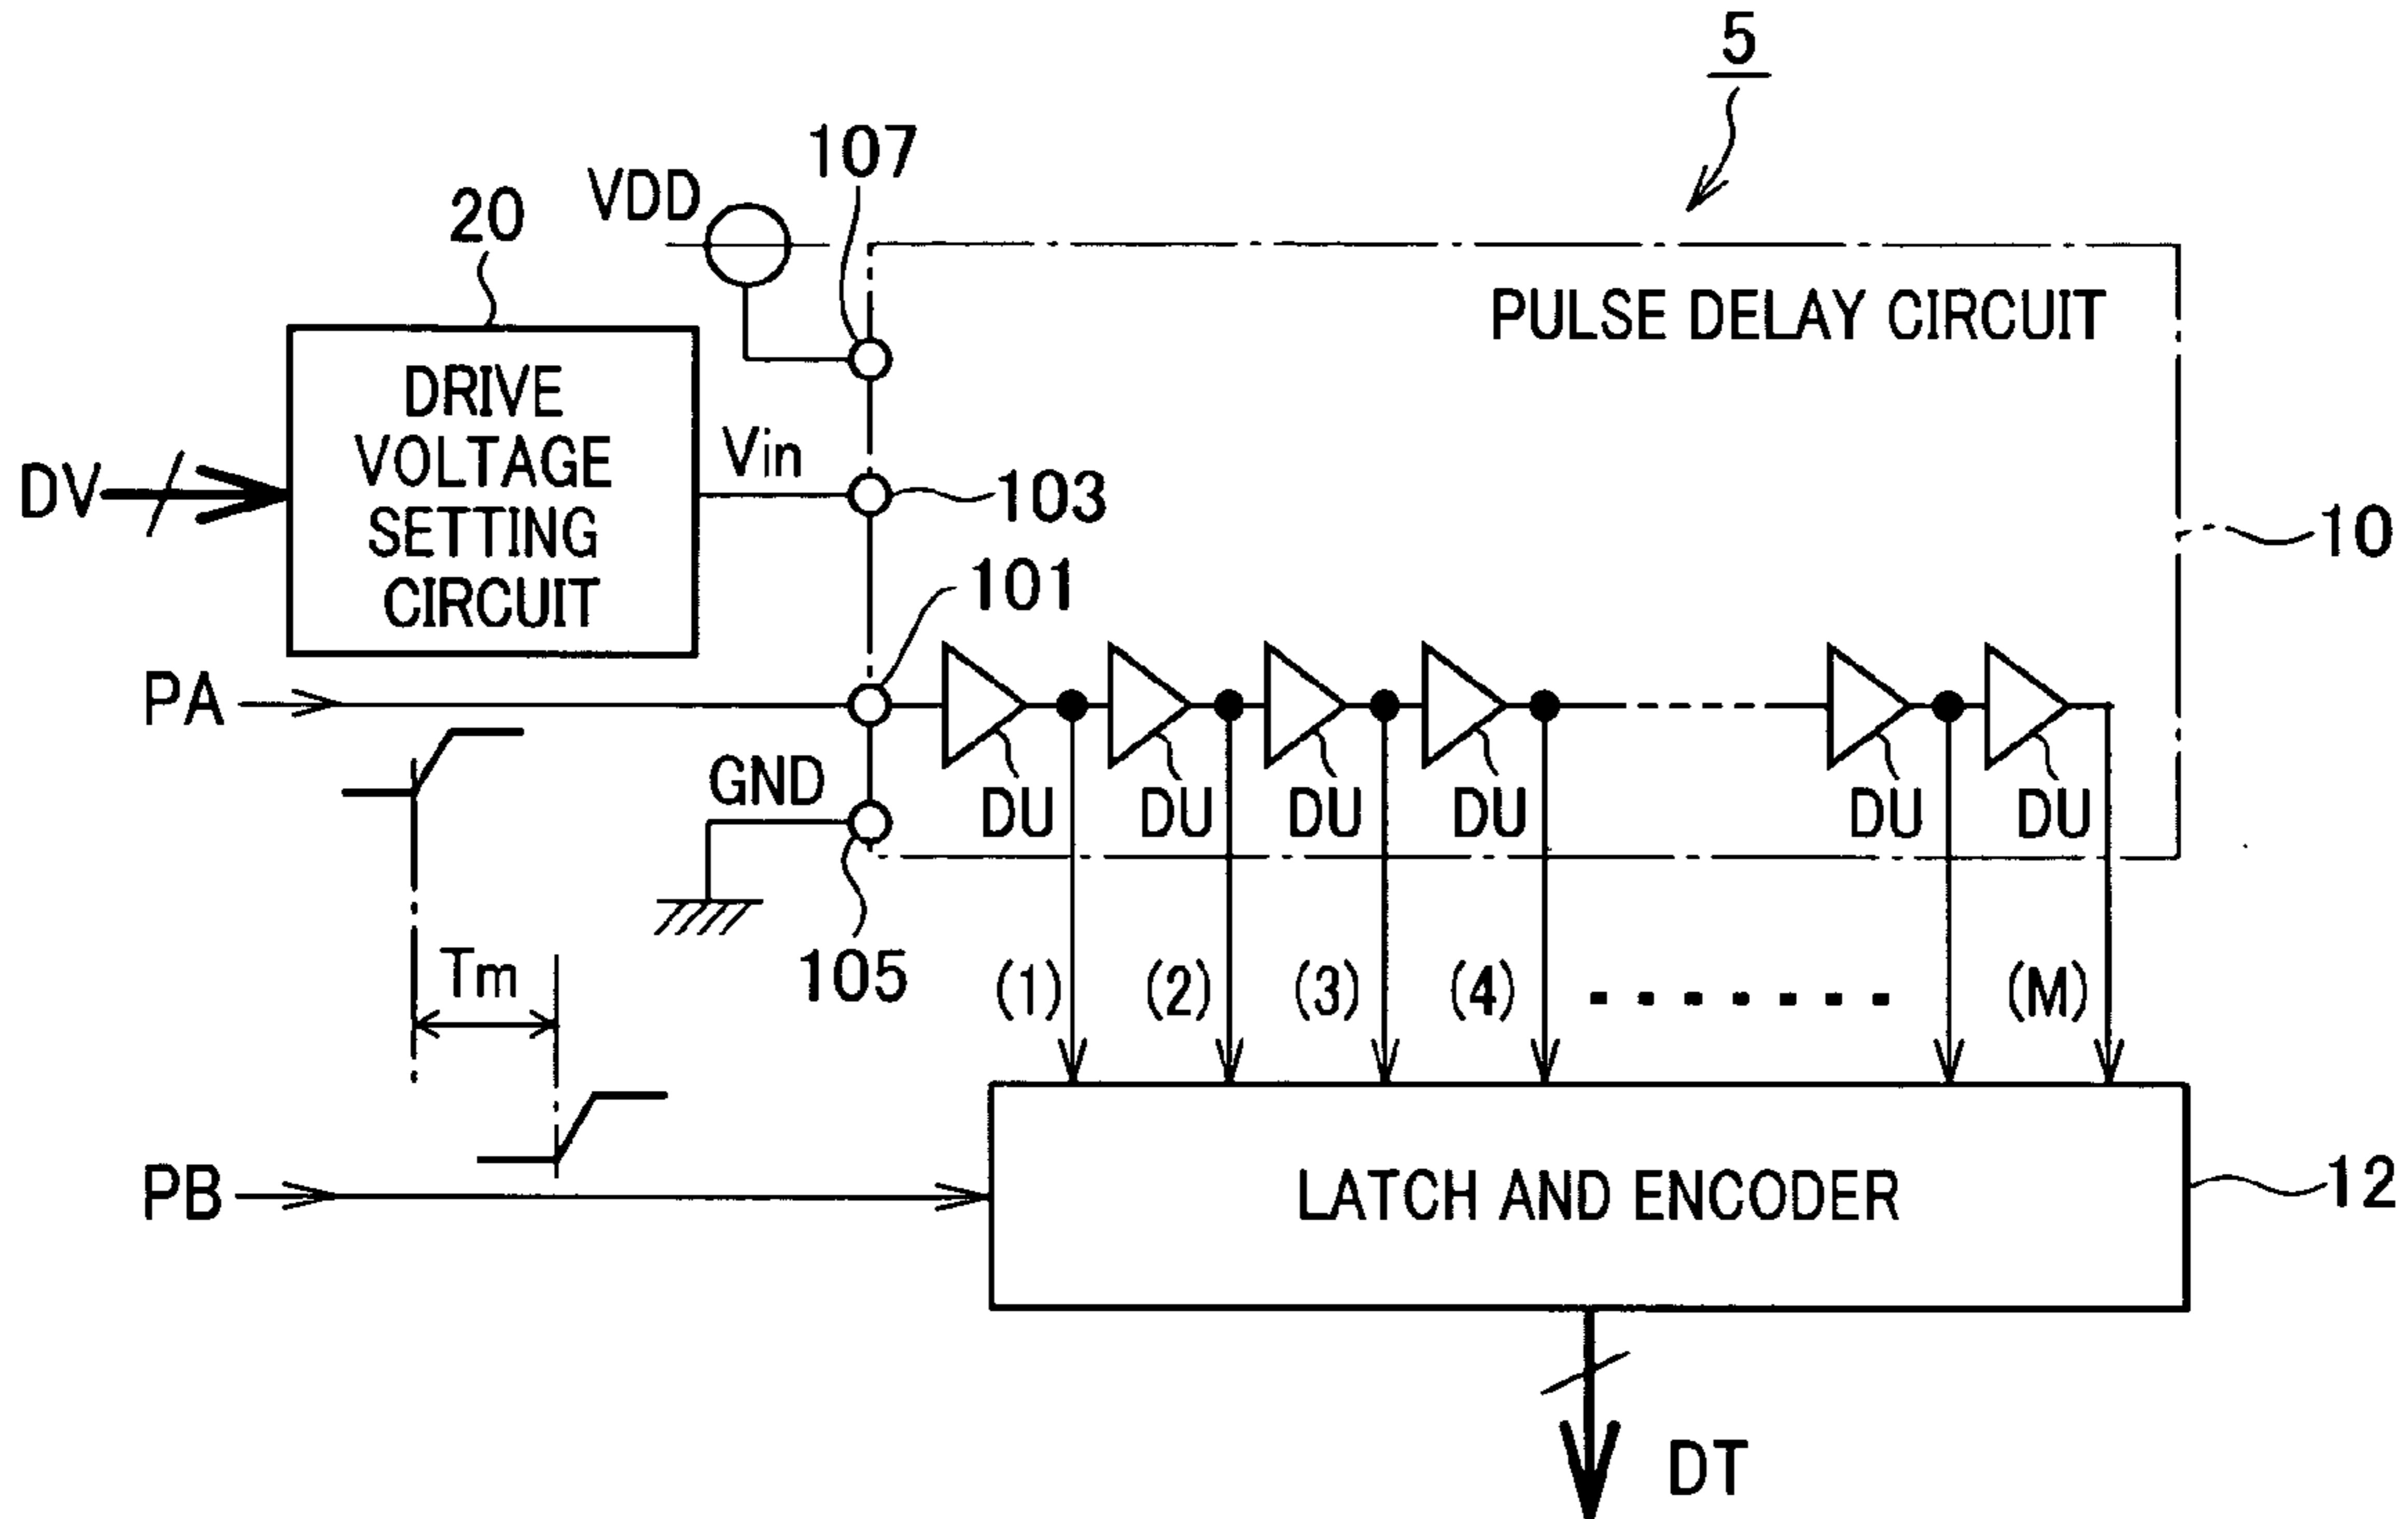 5
107
VDD
20
PULSE DELAY CIRCUIT
DRIVE
VOLTAGE
SETTING
CIRCUIT
Vin
DV
103
10
101
PA
GND
DU
DU
DU
DU
DU
DU
105
Tm
(1)
(2)
(3)
(4)
(M)
PB
LATCH AND ENCODER
12
DT